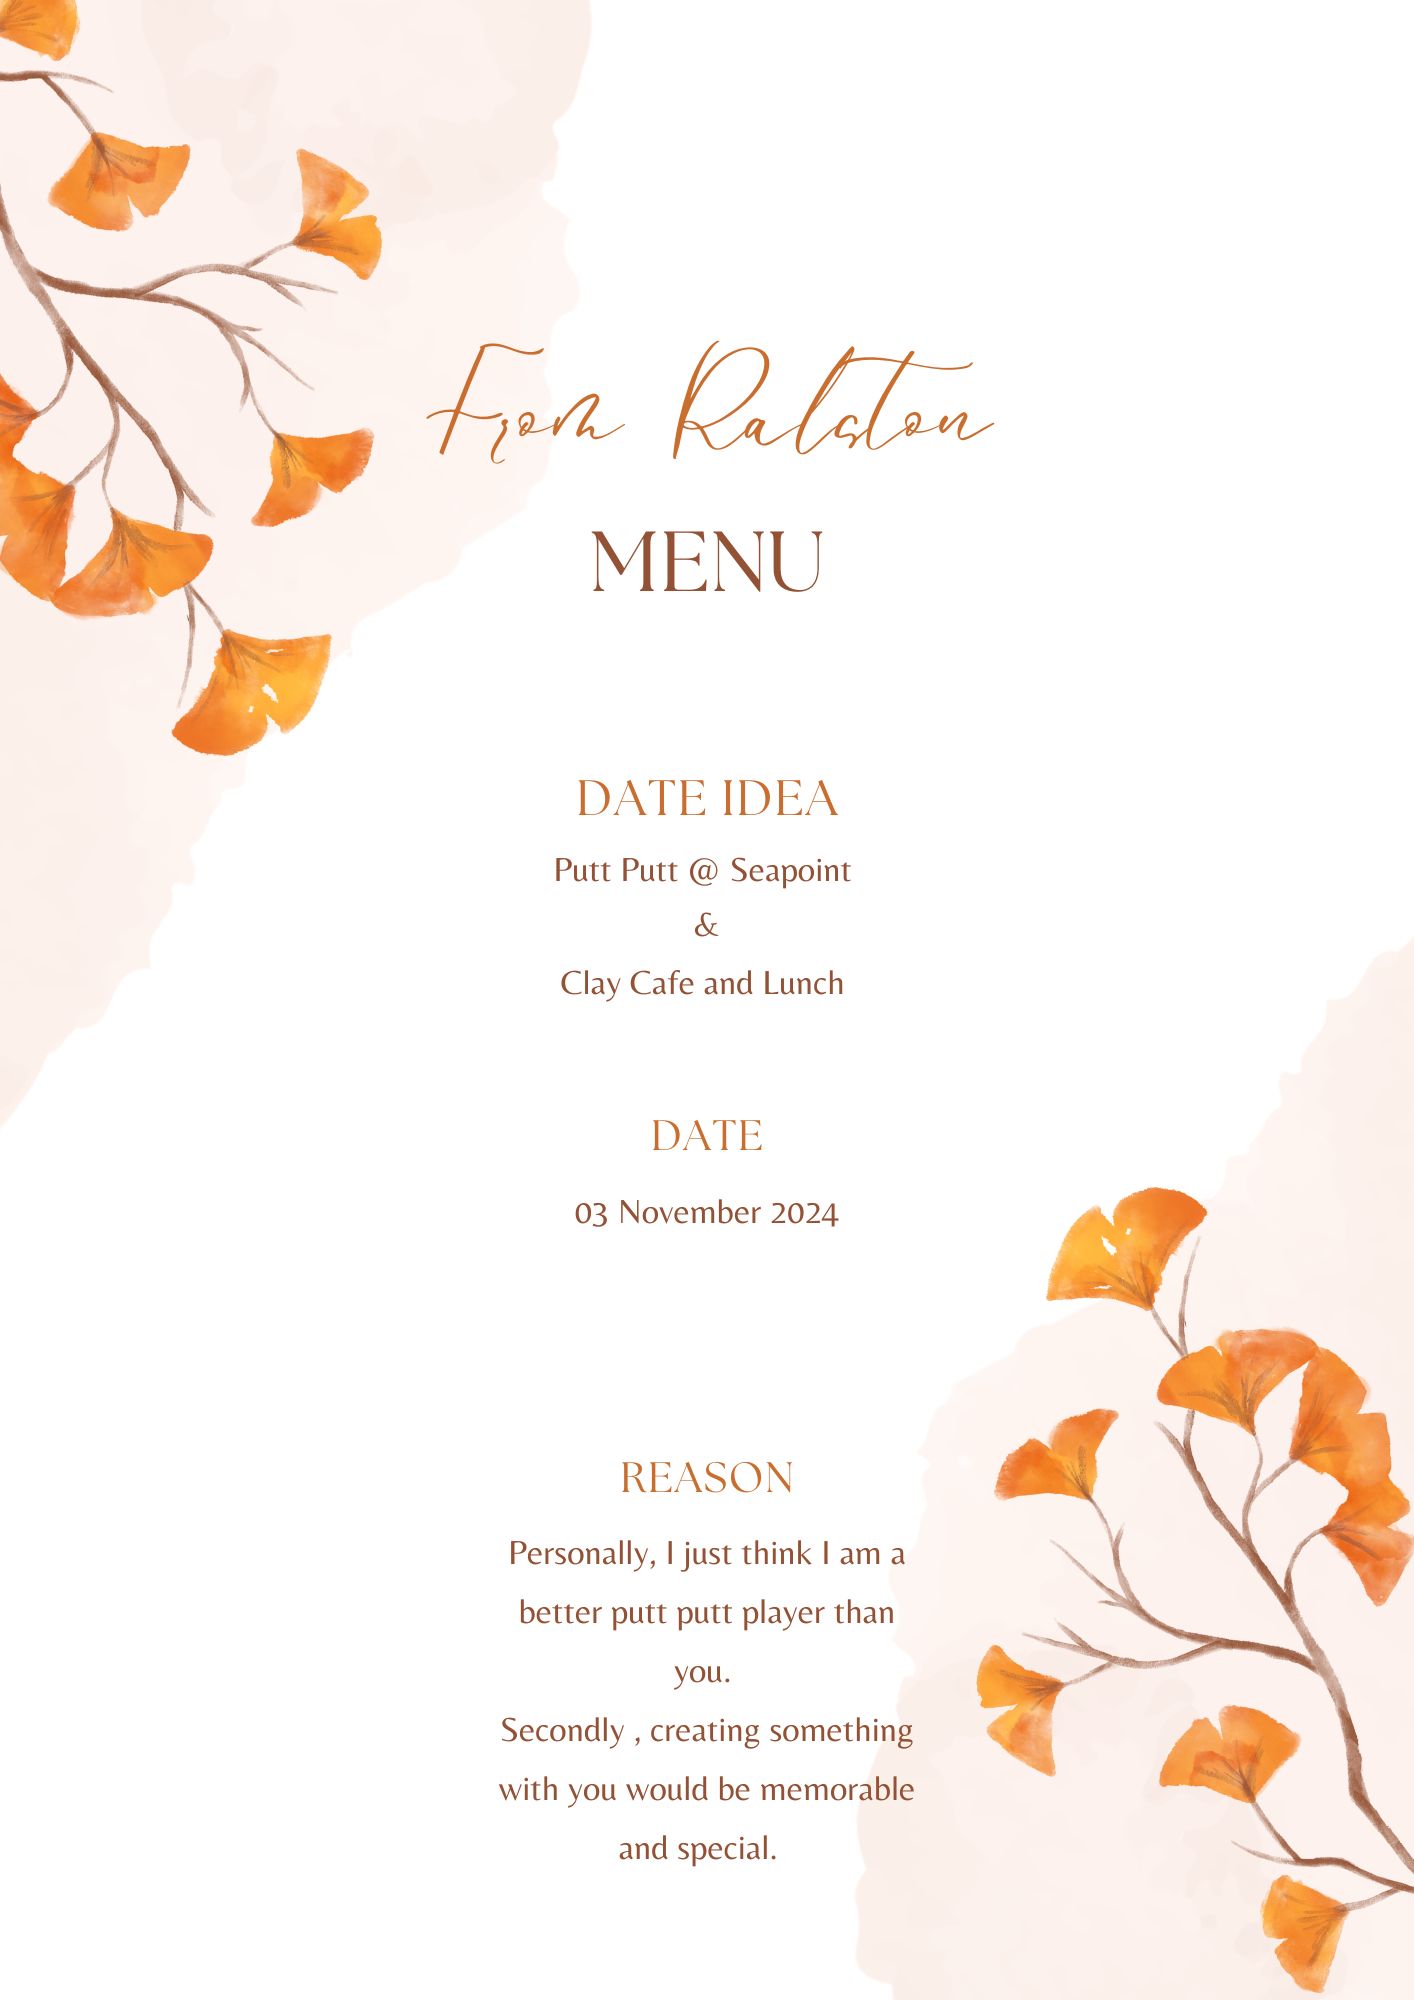 From Ralston
MENU
DATE IDEA
Putt Putt @ Seapoint
&
Clay Cafe and Lunch
DATE
03 November 2024
REASON
Personally, I just think I am a
better putt putt player than
you.
Secondly , creating something
with you would be memorable
and special.